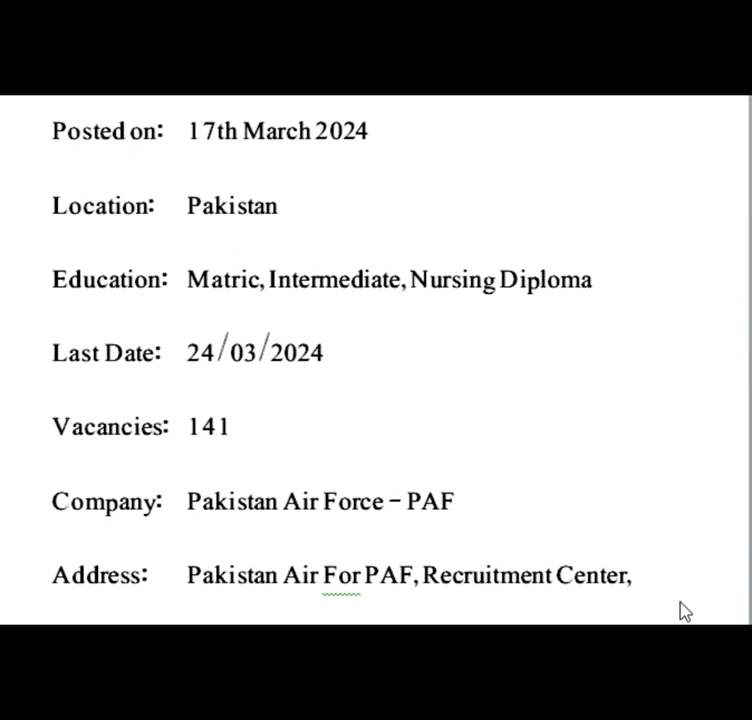 Posted on: 17th March 2024
Location: Pakistan
Education: Matric, Intermediate, Nursing Diploma
Last Date: 24/03/2024
Vacancies: 141
Company: Pakistan Air Force – PAF
Address: Pakistan Air For PAF, Recruitment Center,